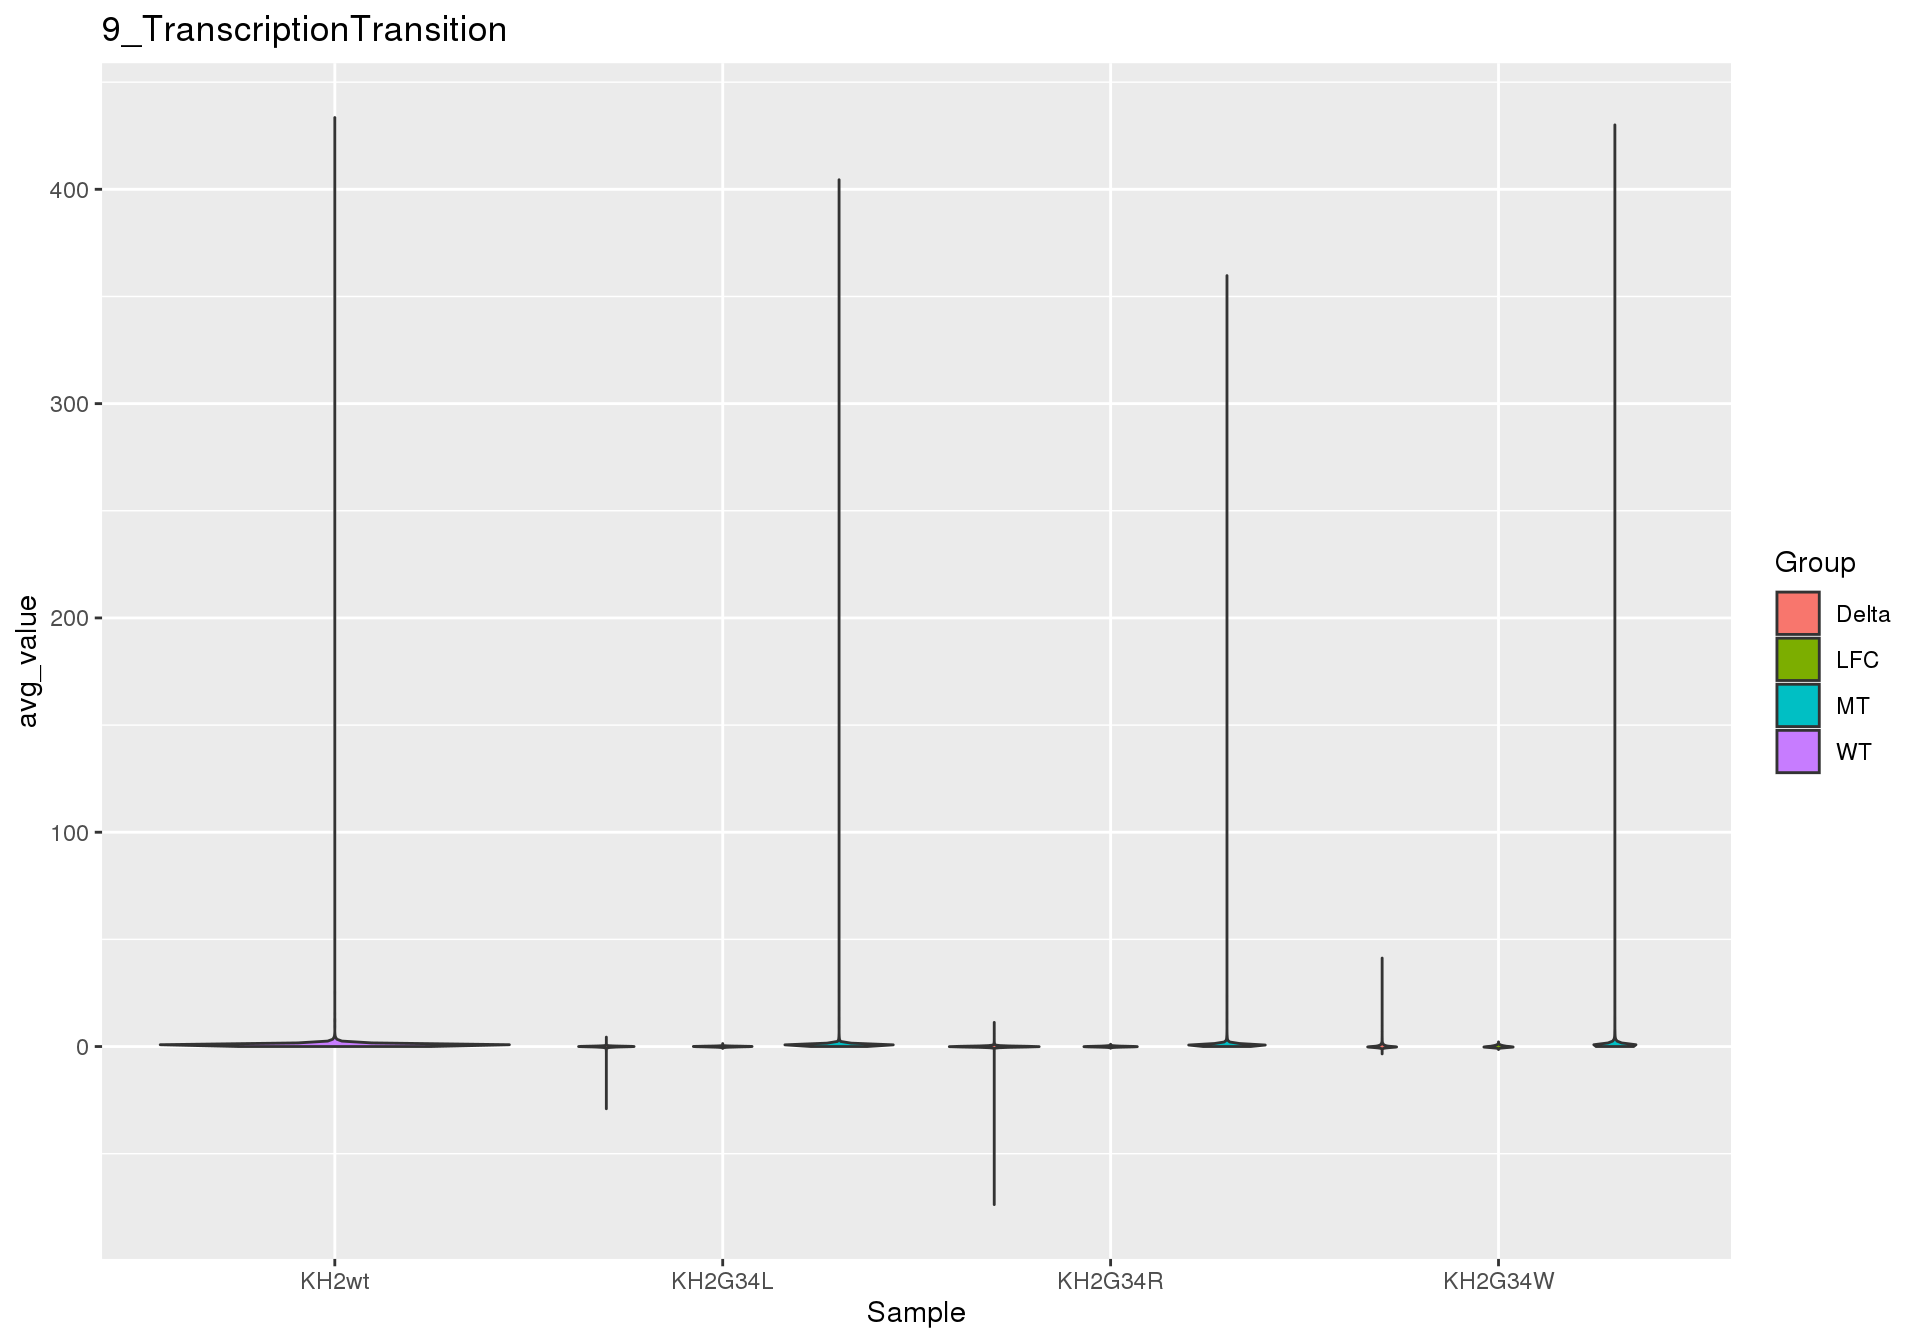 9_TranscriptionTransition
400
300
200
100
0
avg_value
KH2wt
KH2G34L
KH2G34R
KH2G34W
Sample
Group
Delta
LFC
MT
WT